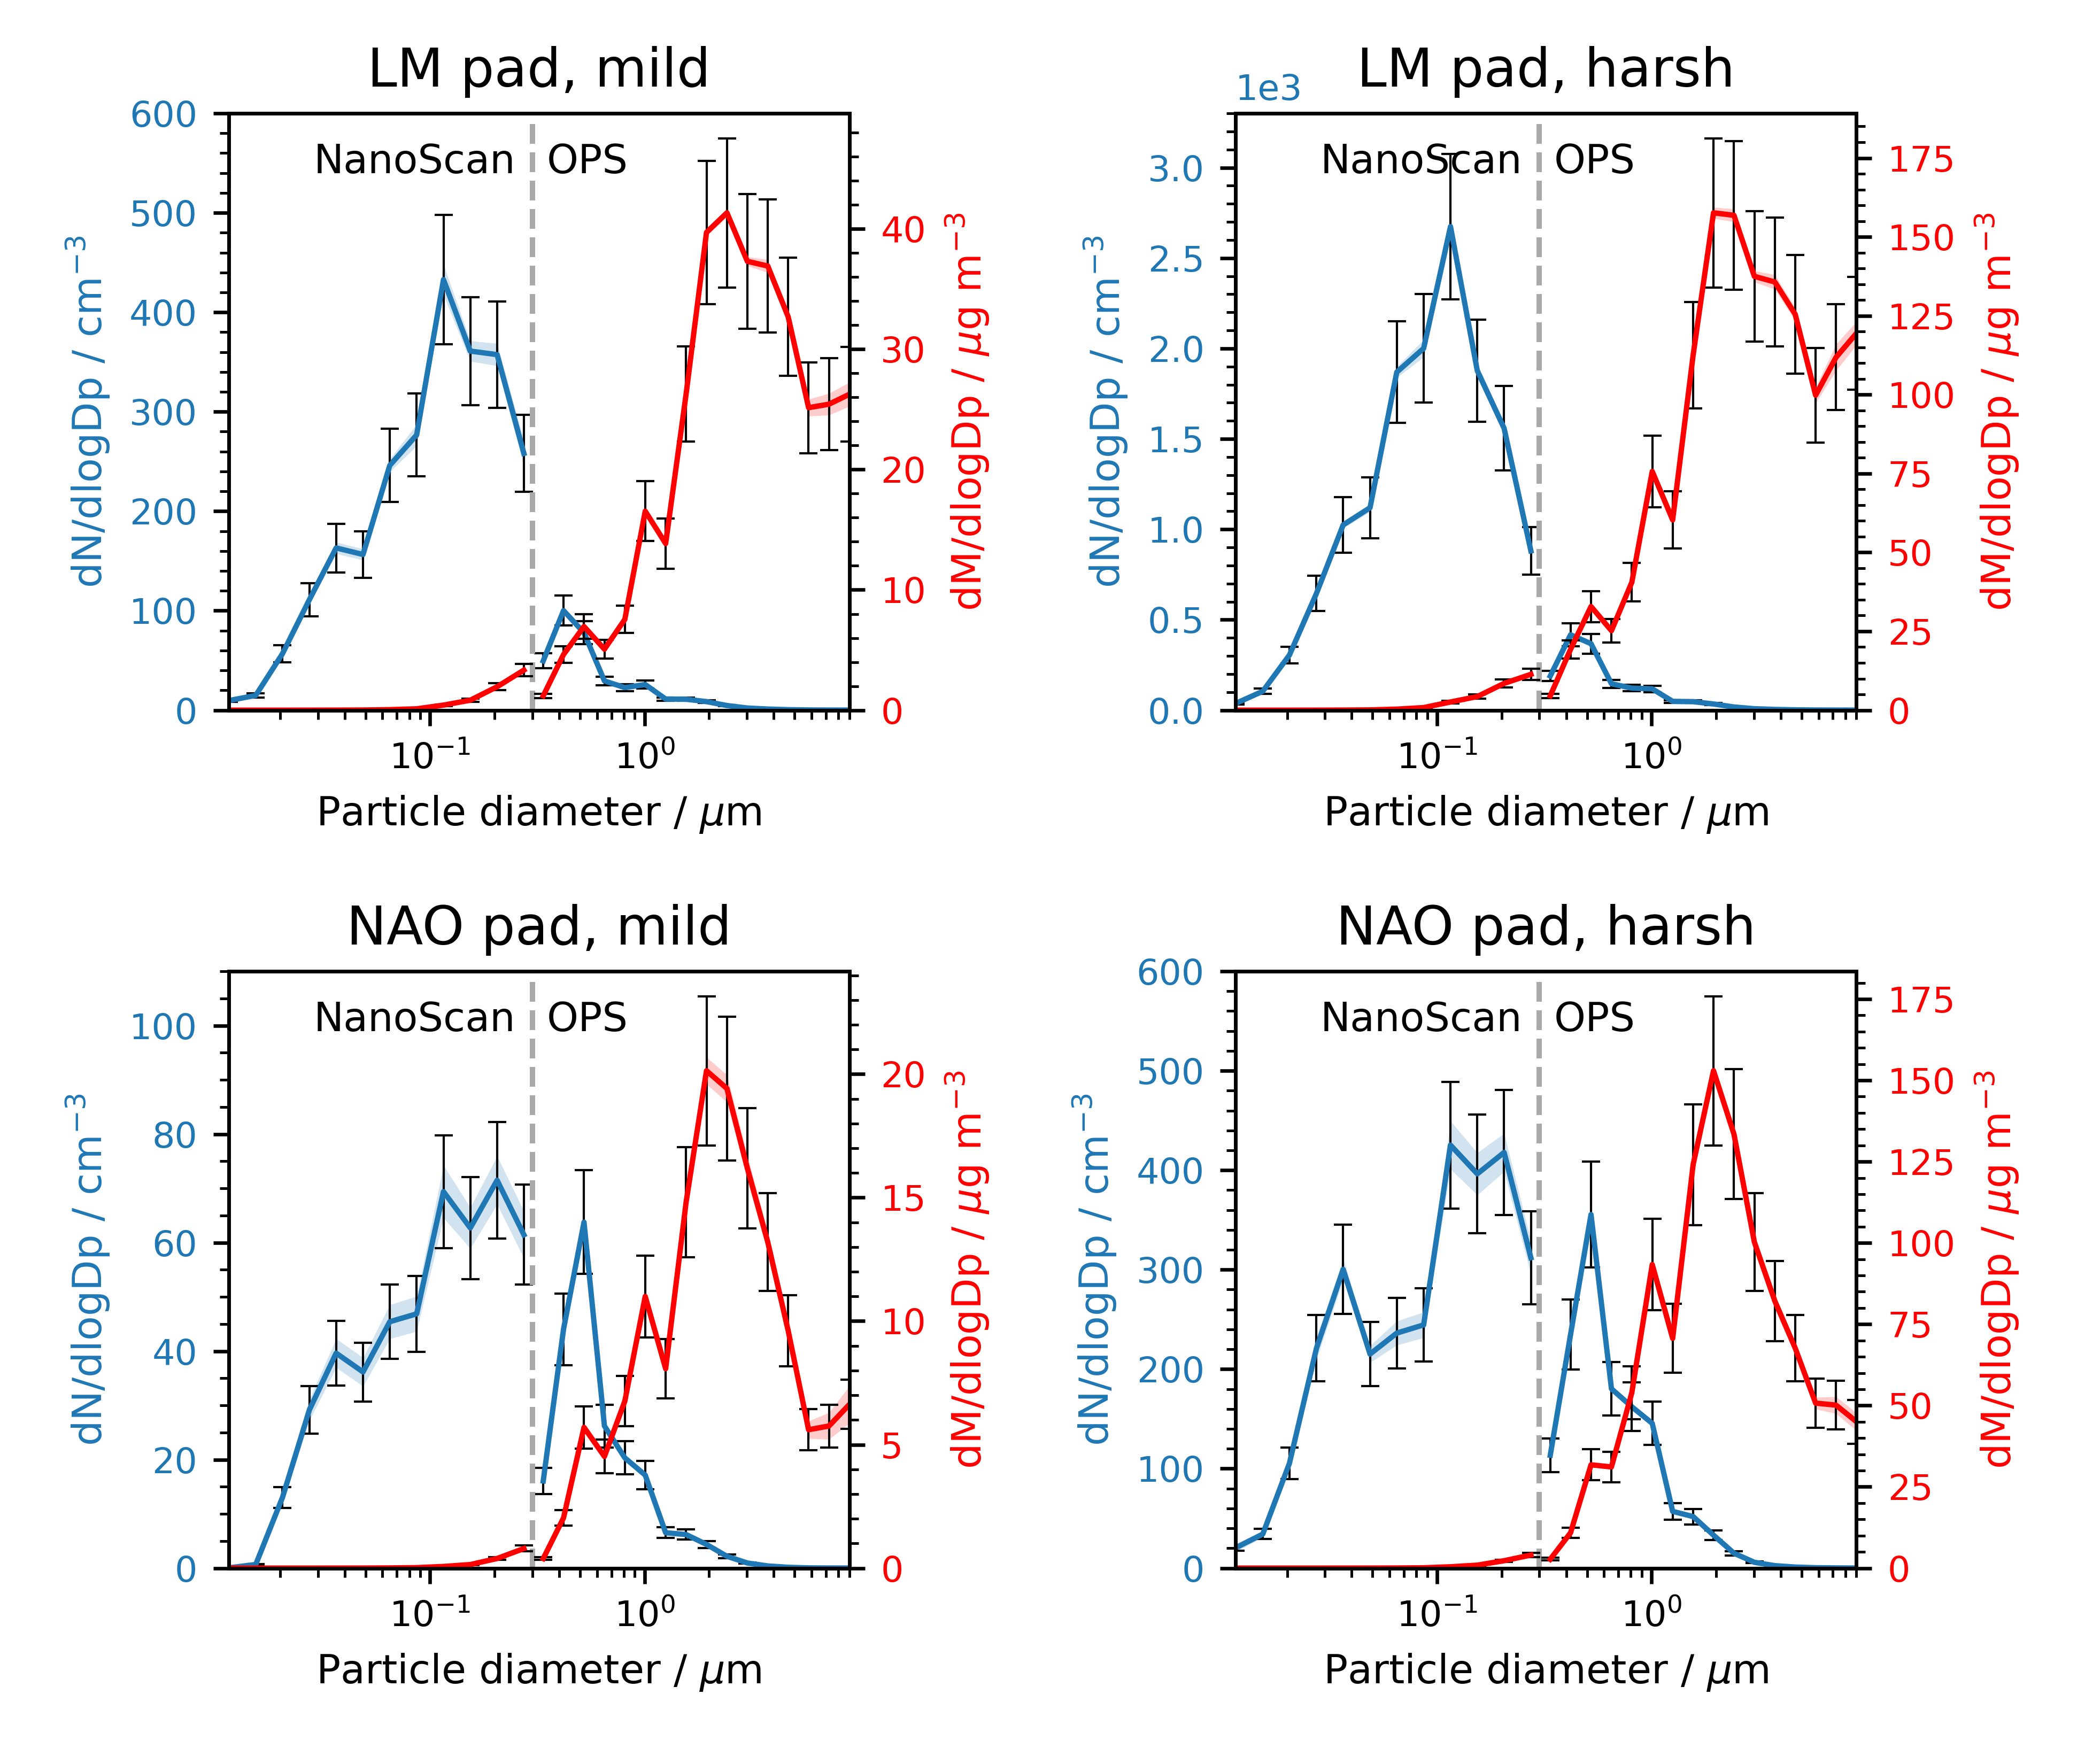 LM pad, mild
600
500
400
300
200
100
0
dN/dlogDp / cm⁻³
NanoScan
OPS
40
30
20
10
0
dM/dlogDp / μg m⁻³
10⁻¹
10⁰
Particle diameter / μm
LM pad, harsh
1e3
3.0
2.5
2.0
1.5
1.0
0.5
0.0
dN/dlogDp / cm⁻³
NanoScan
OPS
175
150
125
100
75
50
25
0
dM/dlogDp / μg m⁻³
10⁻¹
10⁰
Particle diameter / μm
NAO pad, mild
100
80
60
40
20
0
dN/dlogDp / cm⁻³
NanoScan
OPS
20
15
10
5
0
dM/dlogDp / μg m⁻³
10⁻¹
10⁰
Particle diameter / μm
NAO pad, harsh
600
500
400
300
200
100
0
dN/dlogDp / cm⁻³
NanoScan
OPS
175
150
125
100
75
50
25
0
dM/dlogDp / μg m⁻³
10⁻¹
10⁰
Particle diameter / μm